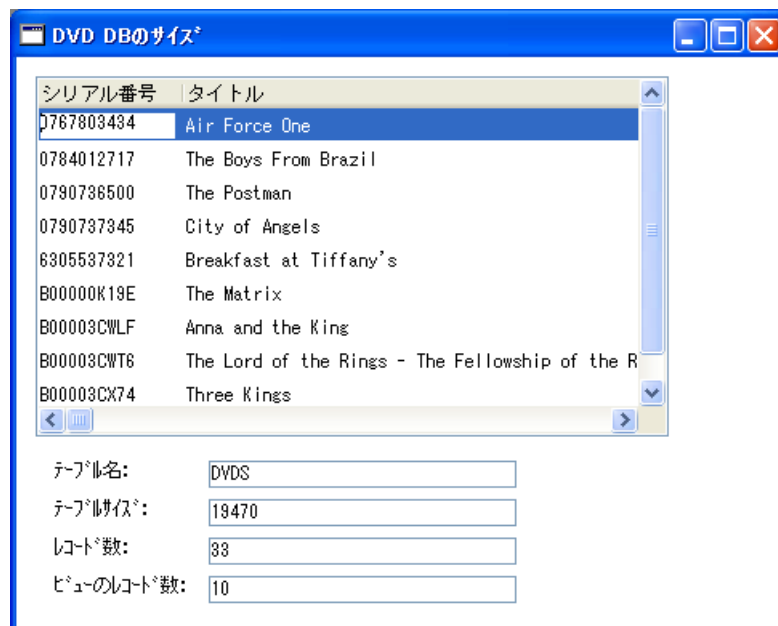 DVD DBのｻｲｽﾞ
シリアル番号 タイトル
0767803434 Air Force One
0784012717 The Boys From Brazil
0790736500 The Postman
0790737345 City of Angels
6305537321 Breakfast at Tiffany's
B00000K19E The Matrix
B00003CWLF Anna and the King
B00003CWT6 The Lord of the Rings - The Fellowship of the R
B00003CX74 Three Kings
ﾃｰﾌﾞﾙ名: DVDS
ﾃｰﾌﾞﾙｻｲｽﾞ: 19470
ﾚｺｰﾄﾞ数: 33
ﾋﾞｭｰのﾚｺｰﾄﾞ数: 10